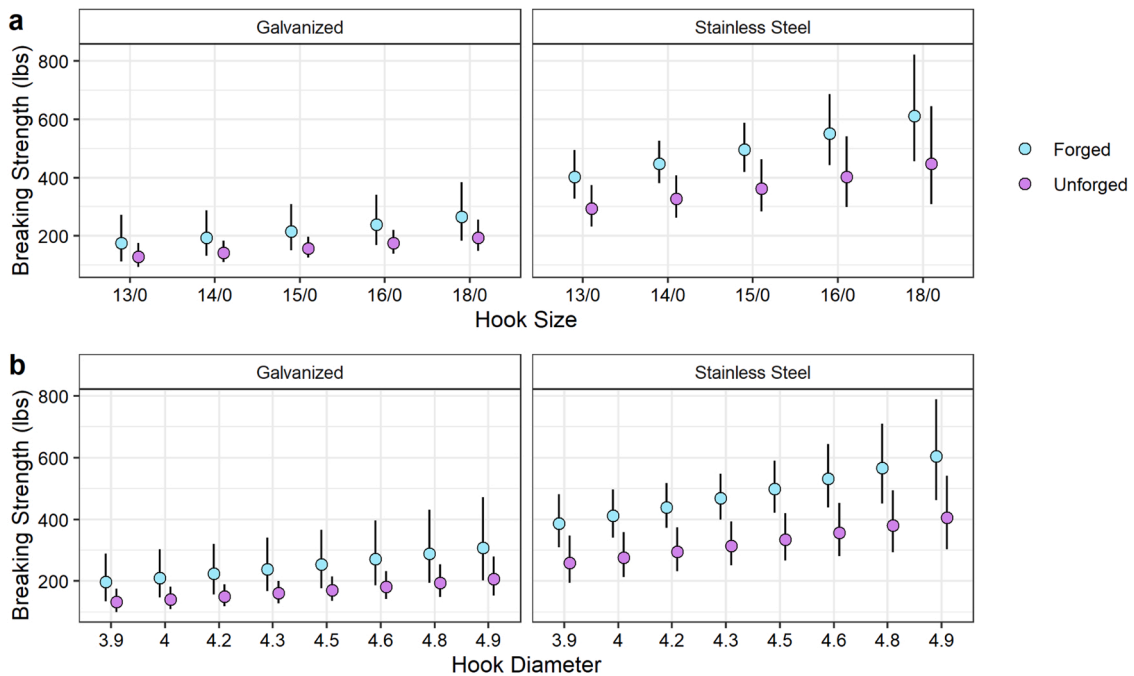 a
Galvanized
Stainless Steel
Breaking Strength (lbs)
800
600
400
200
13/0 14/0 15/0 16/0 18/0
13/0 14/0 15/0 16/0 18/0
Hook Size
Forged
Unforged
b
Galvanized
Stainless Steel
Breaking Strength (lbs)
800
600
400
200
3.9 4 4.2 4.3 4.5 4.6 4.8 4.9
3.9 4 4.2 4.3 4.5 4.6 4.8 4.9
Hook Diameter